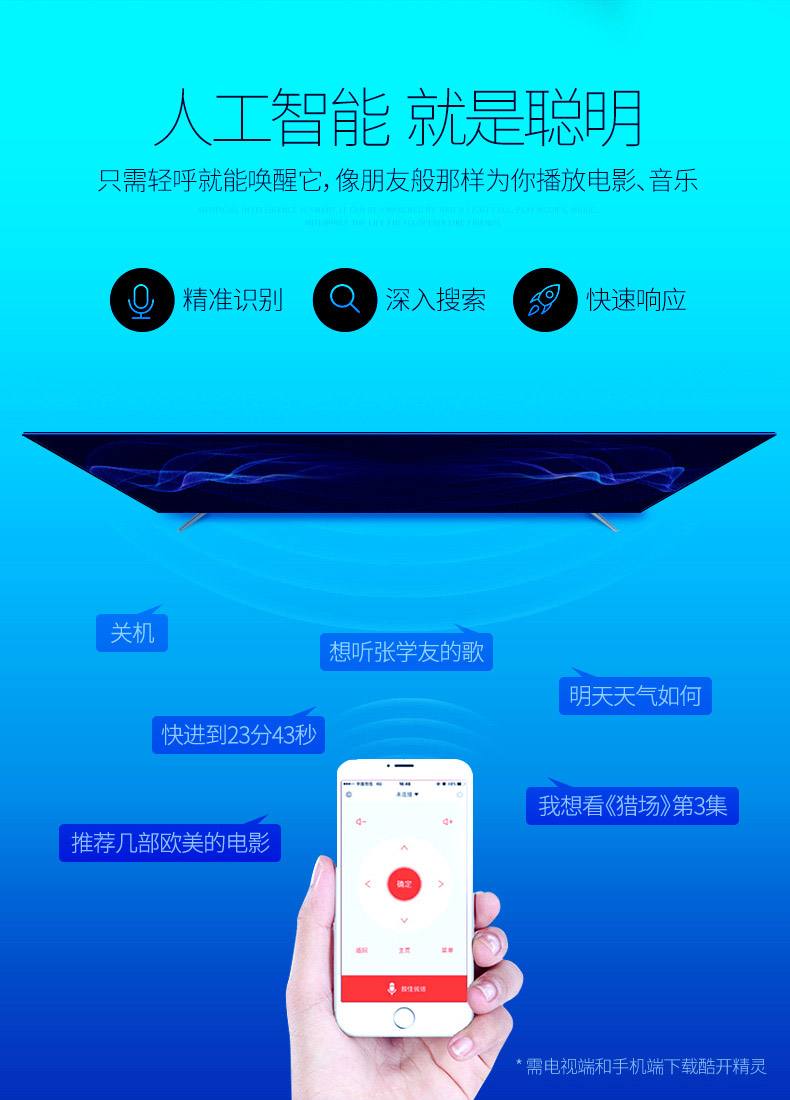 人工智能 就是聪明
只需轻呼就能唤醒它，像朋友般那样为你播放电影、音乐
精准识别
深入搜索
快速响应
关机
想听张学友的歌
明天天气如何
快进到23分43秒
我想看《猎场》第3集
推荐几部欧美的电影
未连接
确定
返回 主页 菜单
按住说话
* 需电视端和手机端下载酷开精灵